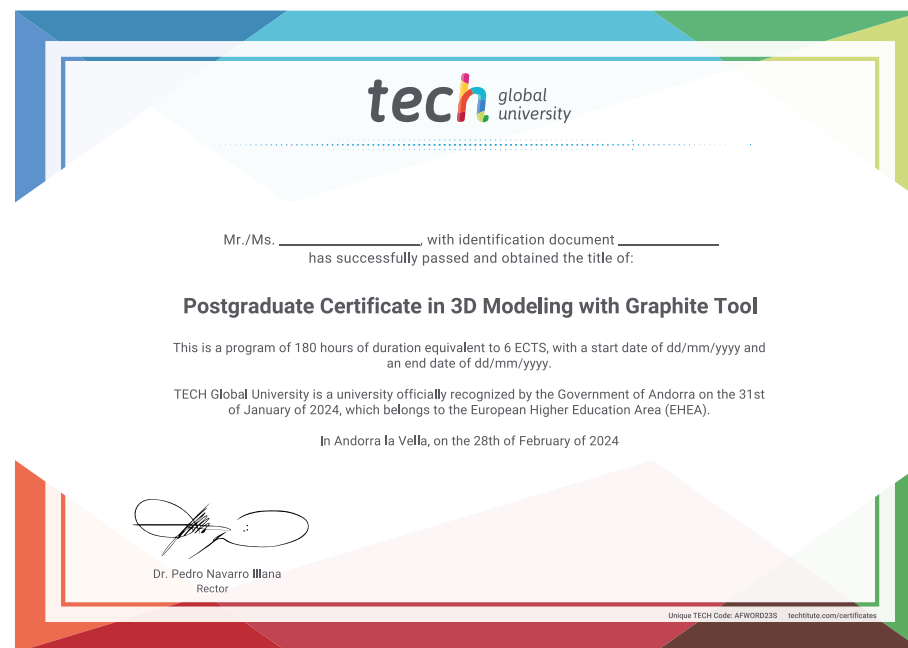 tech global
university
Mr./Ms. ____________, with identification document ____________
has successfully passed and obtained the title of:
Postgraduate Certificate in 3D Modeling with Graphite Tool
This is a program of 180 hours of duration equivalent to 6 ECTS, with a start date of dd/mm/yyyy and
an end date of dd/mm/yyyy.
TECH Global University is a university officially recognized by the Government of Andorra on the 31st
of January of 2024, which belongs to the European Higher Education Area (EHEA).
In Andorra la Vella, on the 28th of February of 2024
Dr. Pedro Navarro Illana
Rector
Unique TECH Code: AFWORD23S techtitute.com/certificates